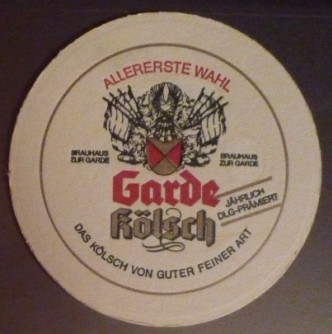 ALLERERSTE WAHL
BRAUHAUS
ZUR GARDE
BRAUHAUS
ZUR GARDE
Garde
Kölsch
JÄHRLICH
DLG-PRÄMIERT
DAS KÖLSCH VON GUTER FEINER ART